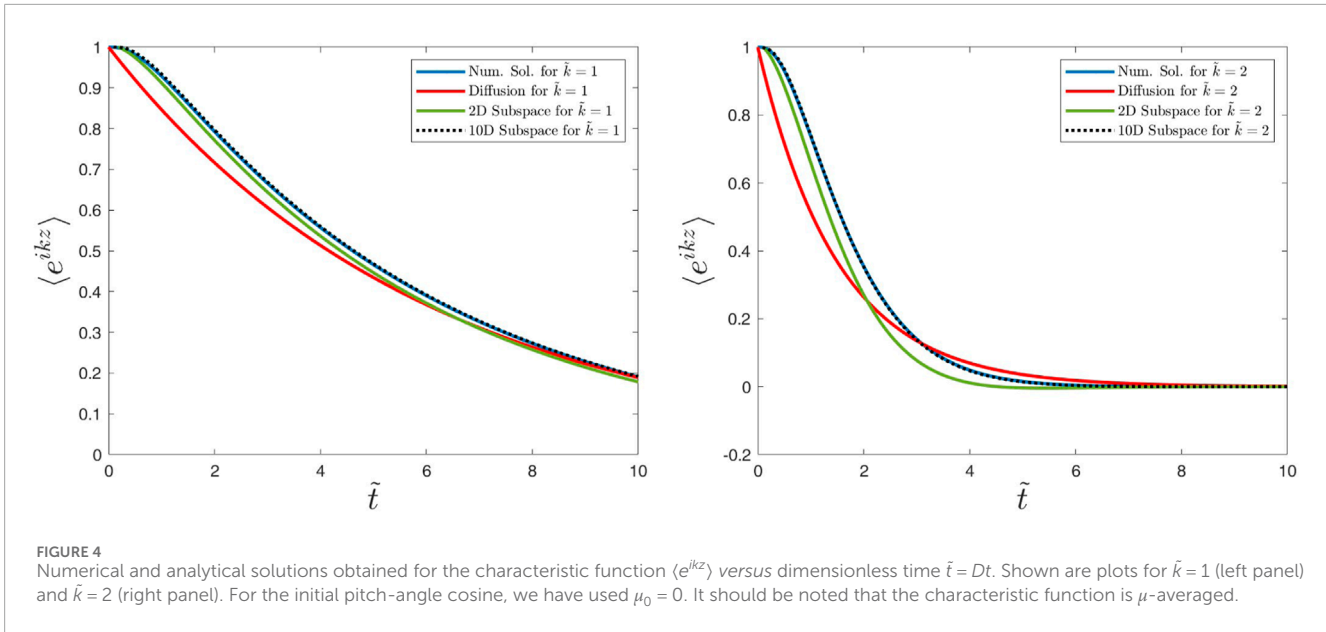 1
0.9
0.8
0.7
0.6
0.5
0.4
0.3
0.2
0.1
0
0 2 4 6 8 10
⟨e^{ikz}⟩
t̃
Num. Sol. for k̃ = 1
Diffusion for k̃ = 1
2D Subspace for k̃ = 1
10D Subspace for k̃ = 1
1
0.8
0.6
0.4
0.2
0
-0.2
0 2 4 6 8 10
⟨e^{ikz}⟩
t̃
Num. Sol. for k̃ = 2
Diffusion for k̃ = 2
2D Subspace for k̃ = 2
10D Subspace for k̃ = 2
FIGURE 4
Numerical and analytical solutions obtained for the characteristic function ⟨e^{ikz}⟩ versus dimensionless time t̃ = Dt. Shown are plots for k̃ = 1 (left panel)
and k̃ = 2 (right panel). For the initial pitch-angle cosine, we have used μ₀ = 0. It should be noted that the characteristic function is μ-averaged.